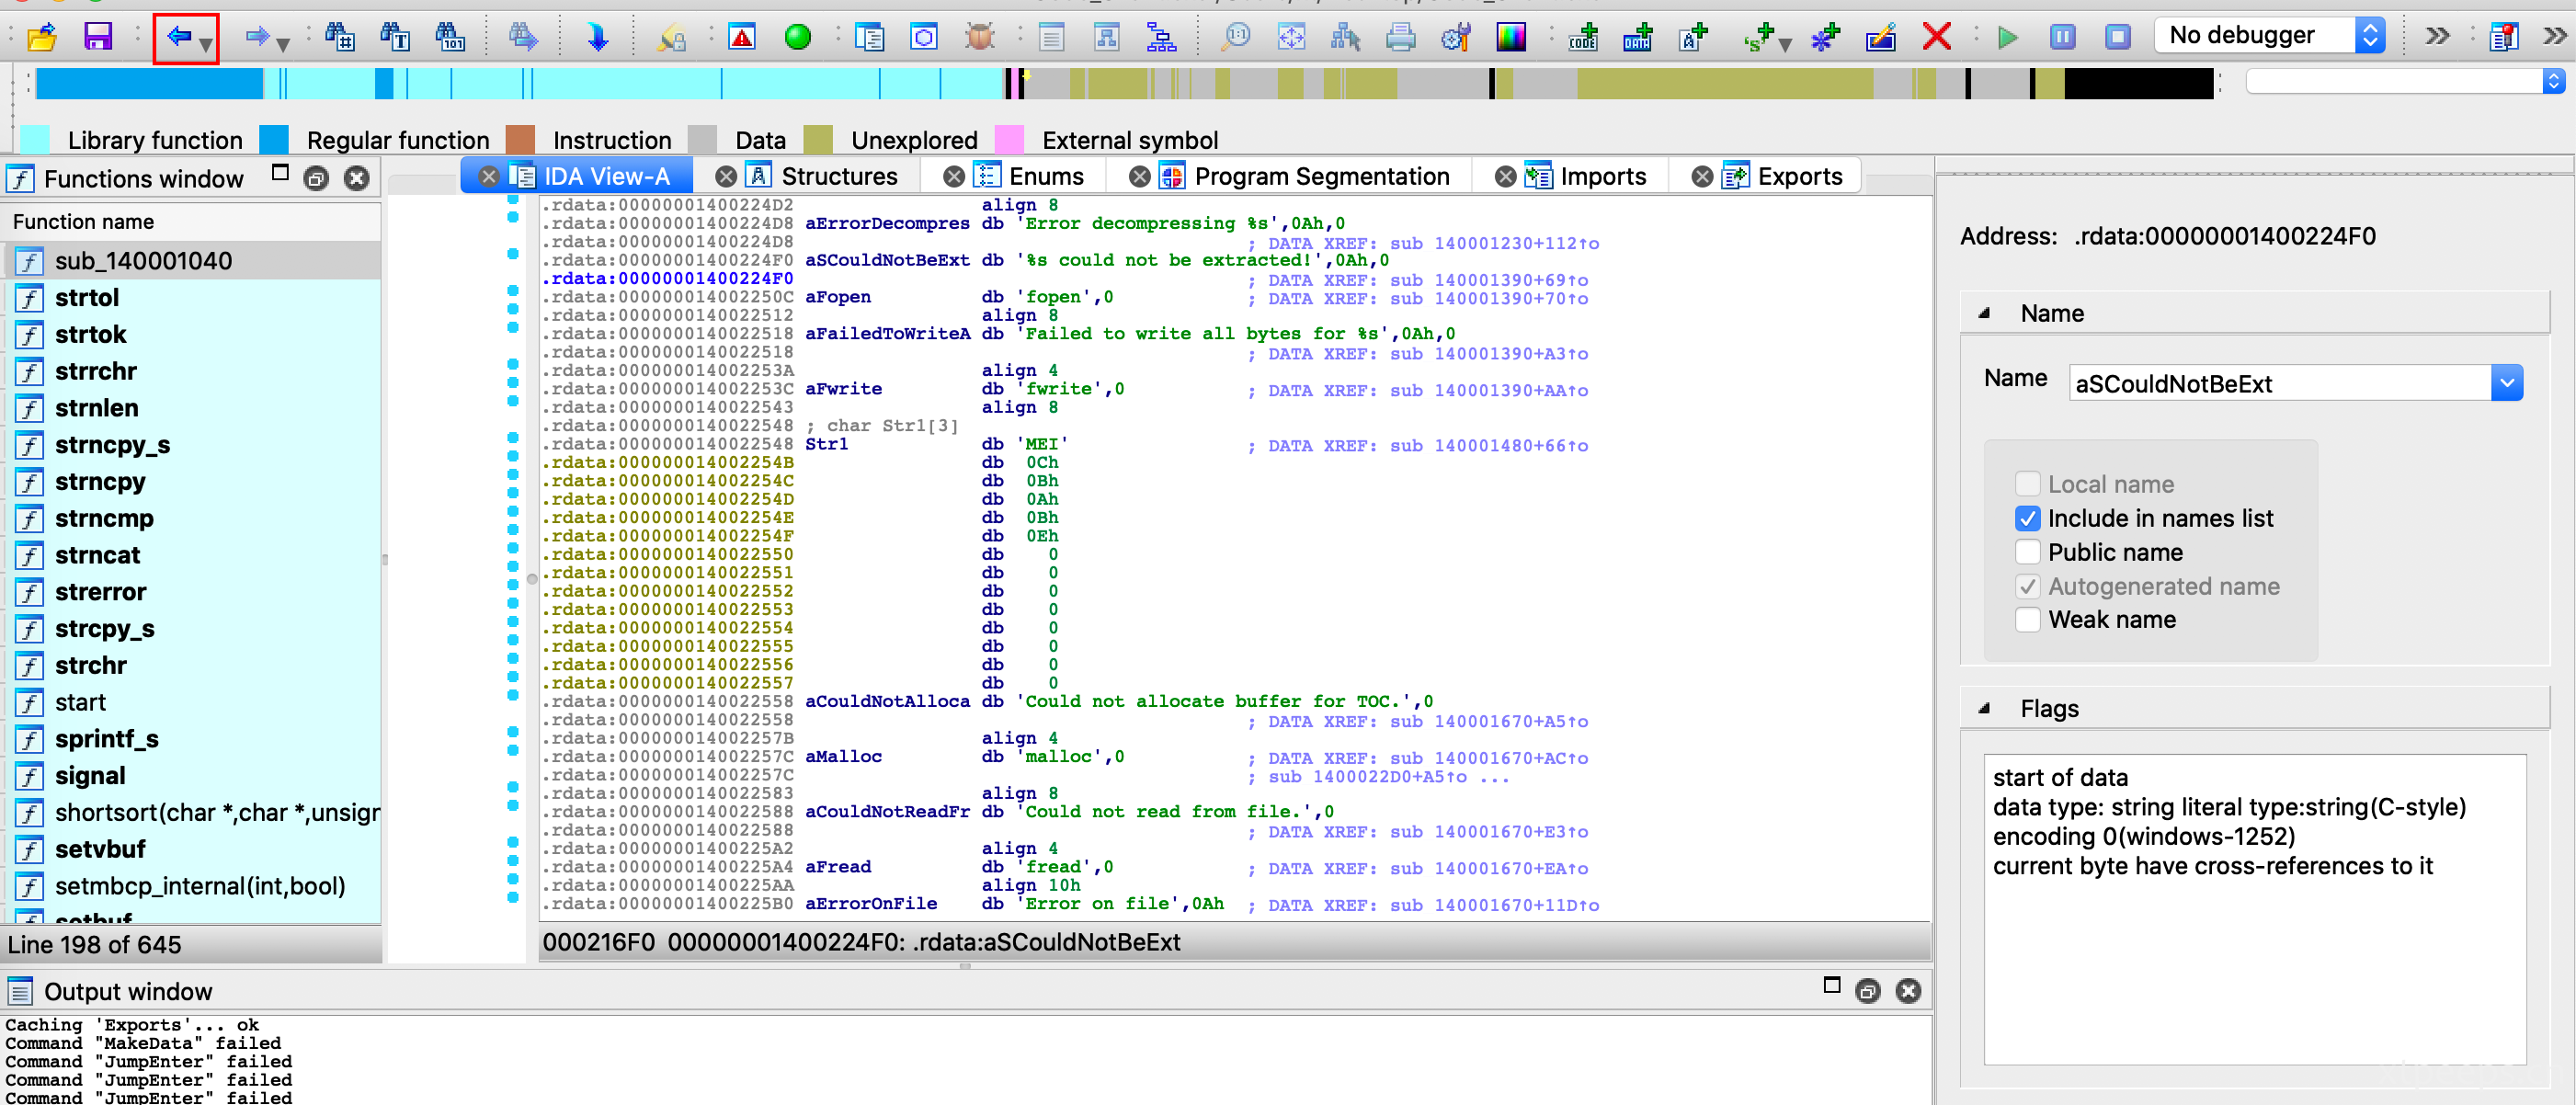 No debugger
Library function Regular function Instruction Data Unexplored External symbol
Functions window
IDA View-A Structures Enums Program Segmentation Imports Exports
Function name
sub_140001040
strtol
strtok
strrchr
strnlen
strncpy_s
strncpy
strncmp
strncat
strerror
strcpy_s
strchr
start
sprintf_s
signal
shortsort(char *,char *,unsigr
setvbuf
setmbcp_internal(int,bool)
setbuf
Line 198 of 645
.rdata:00000001400224D2 align 8
.rdata:00000001400224D8 aErrorDecompres db 'Error decompressing %s',0Ah,0
.rdata:00000001400224D8 ; DATA XREF: sub_140001230+112↑o
.rdata:00000001400224F0 aSCouldNotBeExt db '%s could not be extracted!',0Ah,0
.rdata:00000001400224F0 ; DATA XREF: sub_140001390+69↑o
.rdata:000000014002250C aFopen db 'fopen',0 ; DATA XREF: sub_140001390+70↑o
.rdata:0000000140022512 align 8
.rdata:0000000140022518 aFailedToWriteA db 'Failed to write all bytes for %s',0Ah,0
.rdata:0000000140022518 ; DATA XREF: sub_140001390+A3↑o
.rdata:000000014002253A align 4
.rdata:000000014002253C aFwrite db 'fwrite',0 ; DATA XREF: sub_140001390+AA↑o
.rdata:0000000140022543 align 8
.rdata:0000000140022548 ; char Str1[3]
.rdata:0000000140022548 Str1 db 'MEI' ; DATA XREF: sub_140001480+66↑o
.rdata:000000014002254B db 0Ch
.rdata:000000014002254C db 0Bh
.rdata:000000014002254D db 0Ah
.rdata:000000014002254E db 0Bh
.rdata:000000014002254F db 0Eh
.rdata:0000000140022550 db 0
.rdata:0000000140022551 db 0
.rdata:0000000140022552 db 0
.rdata:0000000140022553 db 0
.rdata:0000000140022554 db 0
.rdata:0000000140022555 db 0
.rdata:0000000140022556 db 0
.rdata:0000000140022557 db 0
.rdata:0000000140022558 aCouldNotAlloca db 'Could not allocate buffer for TOC.',0
.rdata:0000000140022558 ; DATA XREF: sub_140001670+A5↑o
.rdata:000000014002257B align 4
.rdata:000000014002257C aMalloc db 'malloc',0 ; DATA XREF: sub_140001670+AC↑o
.rdata:000000014002257C ; sub_1400022D0+A5↑o ...
.rdata:0000000140022583 align 8
.rdata:0000000140022588 aCouldNotReadFr db 'Could not read from file.',0
.rdata:0000000140022588 ; DATA XREF: sub_140001670+E3↑o
.rdata:00000001400225A2 align 4
.rdata:00000001400225A4 aFread db 'fread',0 ; DATA XREF: sub_140001670+EA↑o
.rdata:00000001400225AA align 10h
.rdata:00000001400225B0 aErrorOnFile db 'Error on file',0Ah ; DATA XREF: sub_140001670+11D↑o
000216F0 00000001400224F0: .rdata:aSCouldNotBeExt
Address: .rdata:00000001400224F0
Name
Name aSCouldNotBeExt
Local name
Include in names list
Public name
Autogenerated name
Weak name
Flags
start of data
data type: string literal type:string(C-style)
encoding 0(windows-1252)
current byte have cross-references to it
Output window
Caching 'Exports'... ok
Command "MakeData" failed
Command "JumpEnter" failed
Command "JumpEnter" failed
Command "JumpEnter" failed